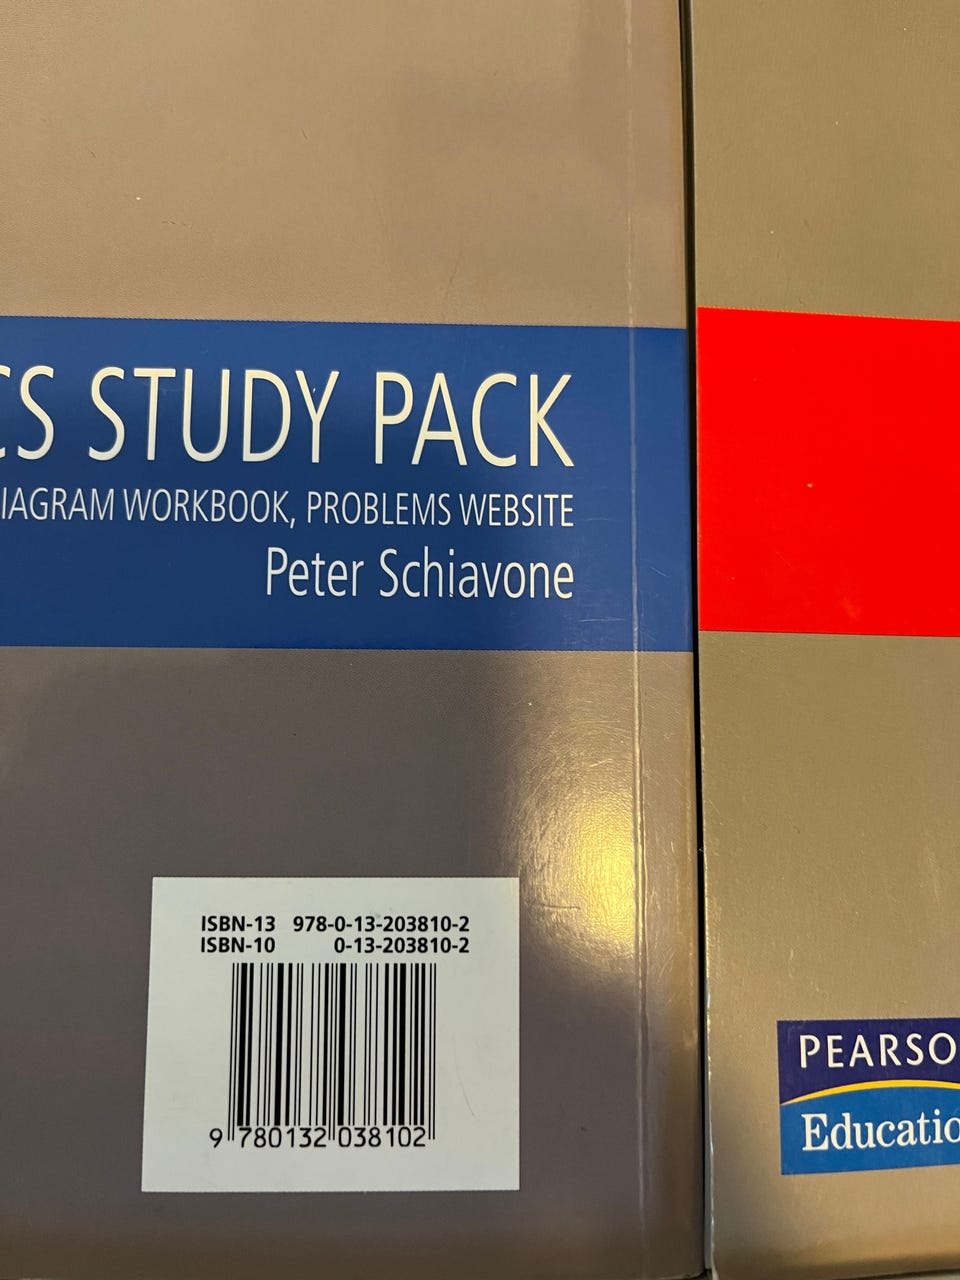 CS STUDY PACK
IAGRAM WORKBOOK, PROBLEMS WEBSITE
Peter Schiavone
ISBN-13 978-0-13-203810-2
ISBN-10 0-13-203810-2
9 780132 038102
PEARSO
Educatio